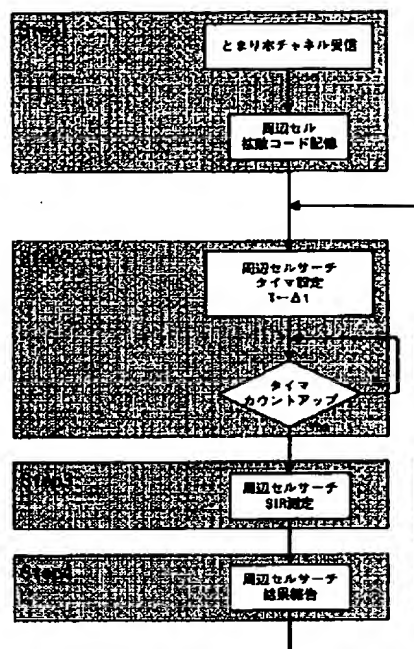 Step1
とまり木チャネル受信
周辺セル
拡散コード記憶
周辺セルサーチ
タイマ設定
タイマ
カウントアップ
Step3
周辺セルサーチ
SIR測定
周辺セルサーチ
結果報告